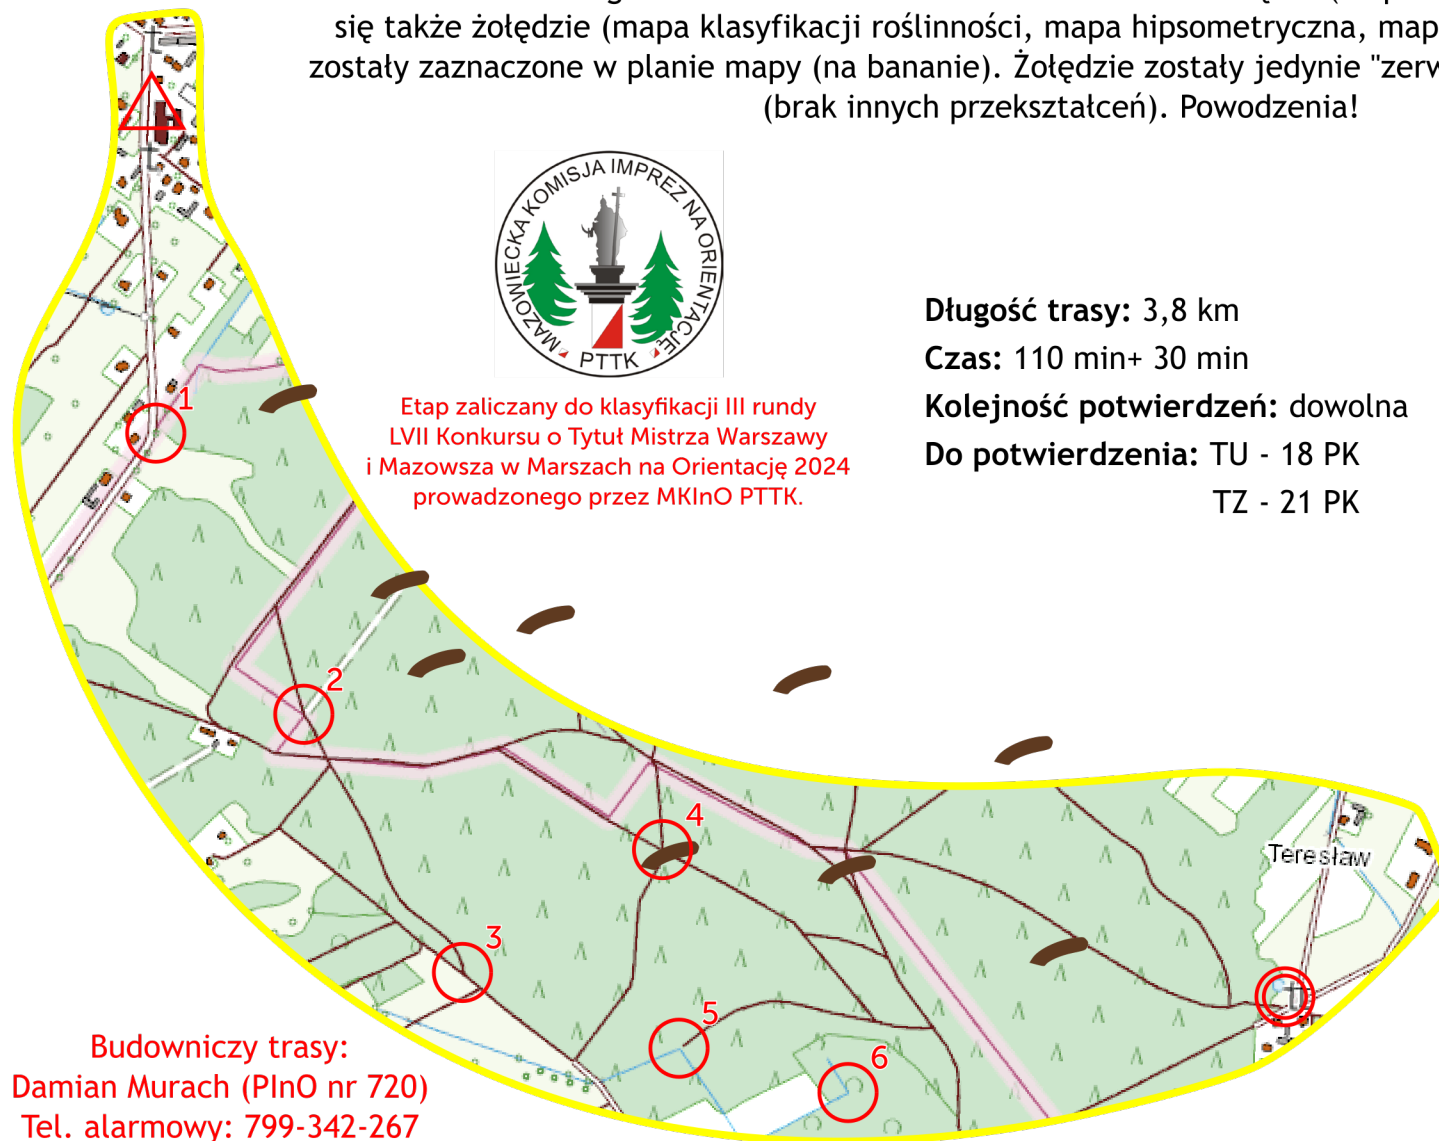 się także żołędzie (mapa klasyfikacji roślinności, mapa hipsometryczna, map
zostały zaznaczone w planie mapy (na bananie). Żołędzie zostały jedynie "zerw
(brak innych przekształceń). Powodzenia!
MAZOWIECKA KOMISJA IMPREZ NA ORIENTACJĘ
PTTK
Etap zaliczany do klasyfikacji III rundy
LVII Konkursu o Tytuł Mistrza Warszawy
i Mazowsza w Marszach na Orientację 2024
prowadzonego przez MKInO PTTK.
Długość trasy: 3,8 km
Czas: 110 min+ 30 min
Kolejność potwierdzeń: dowolna
Do potwierdzenia: TU - 18 PK
TZ - 21 PK
1
2
4
Teresław
3
5
6
Budowniczy trasy:
Damian Murach (PInO nr 720)
Tel. alarmowy: 799-342-267